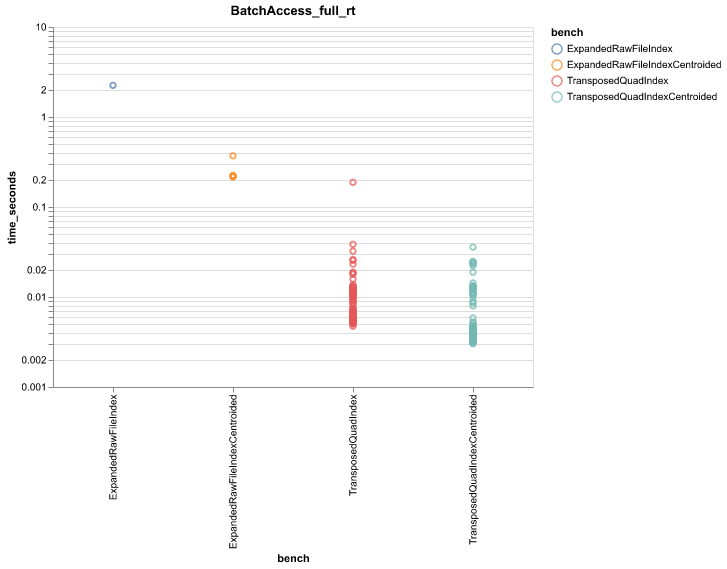 BatchAccess_full_rt
10
2
1
0.2
0.1
0.02
0.01
0.002
0.001
time_seconds
ExpandedRawFileIndex
ExpandedRawFileIndexCentroided
TransposedQuadIndex
TransposedQuadIndexCentroided
bench
bench
ExpandedRawFileIndex
ExpandedRawFileIndexCentroided
TransposedQuadIndex
TransposedQuadIndexCentroided